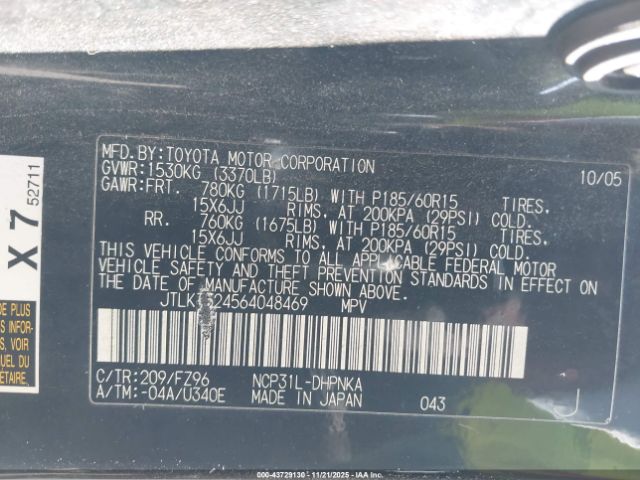 MFD.BY:TOYOTA MOTOR CORPORATION 10/05
GVWR:1530KG (3370LB)
GAWR:FRT. 780KG (1715LB) WITH P185/60R15 TIRES,
15X6JJ RIMS, AT 200KPA (29PSI) COLD.
RR. 760KG (1675LB) WITH P185/60R15 TIRES,
15X6JJ RIMS, AT 200KPA (29PSI) COLD.
THIS VEHICLE CONFORMS TO ALL APPLICABLE FEDERAL MOTOR
VEHICLE SAFETY AND THEFT PREVENTION STANDARDS IN EFFECT ON
THE DATE OF MANUFACTURE SHOWN ABOVE.
MPV
C/TR:209/FZ96 NCP31L-DHPNKA
A/TM:-04A/U340E MADE IN JAPAN 043 J
X 7
52711
DE PLUS
000-43729130 - 11/21/2025 -